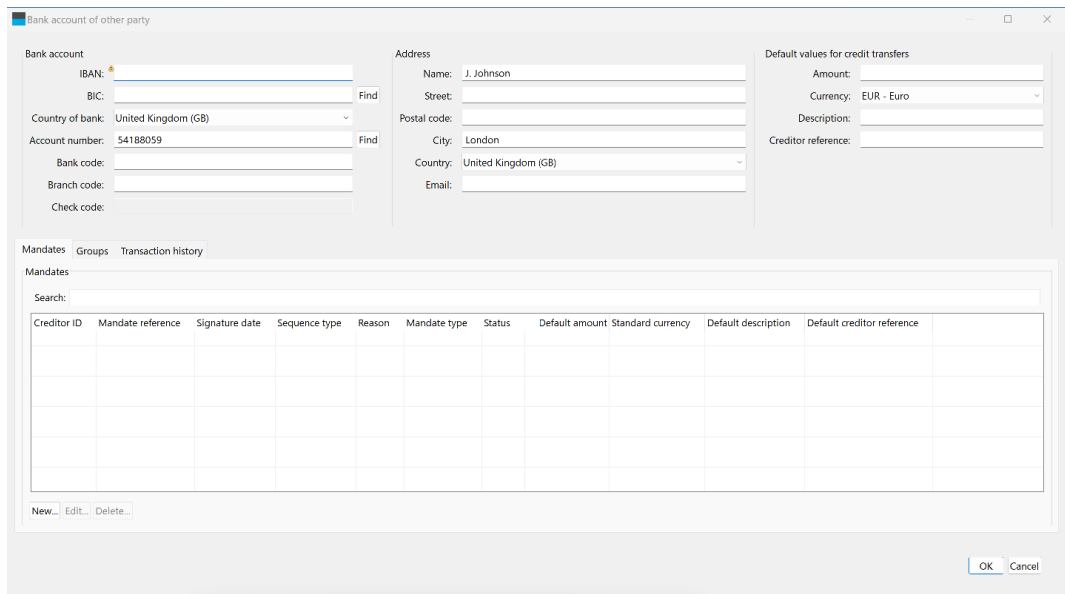 Bank account of other party
Bank account
IBAN:
BIC:
Find
Country of bank: United Kingdom (GB)
Account number: 54188059
Find
Bank code:
Branch code:
Check code:
Address
Name: J. Johnson
Street:
Postal code:
City: London
Country: United Kingdom (GB)
Email:
Default values for credit transfers
Amount:
Currency: EUR - Euro
Description:
Creditor reference:
Mandates Groups Transaction history
Mandates
Search:
Creditor ID Mandate reference Signature date Sequence type Reason Mandate type Status Default amount Standard currency Default description Default creditor reference
New... Edit... Delete...
OK Cancel